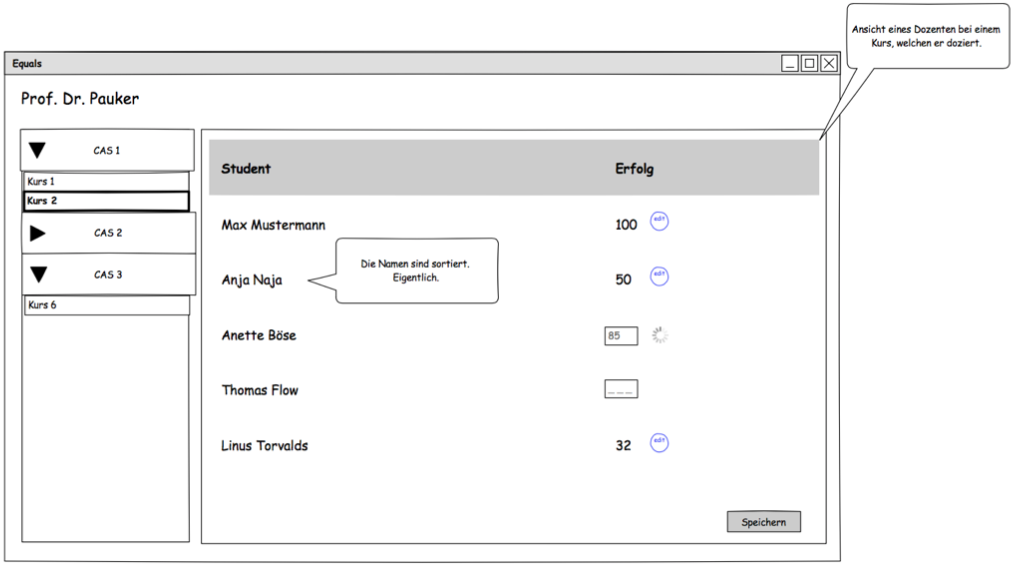 Ansicht eines Dozenten bei einem
Kurs, welchen er doziert.
Equals
Prof. Dr. Pauker
CAS 1
Kurs 1
Kurs 2
CAS 2
CAS 3
Kurs 6
Student Erfolg
Max Mustermann 100 edit
Die Namen sind sortiert.
Eigentlich.
Anja Naja 50 edit
Anette Böse 85
Thomas Flow _ _ _
Linus Torvalds 32 edit
Speichern